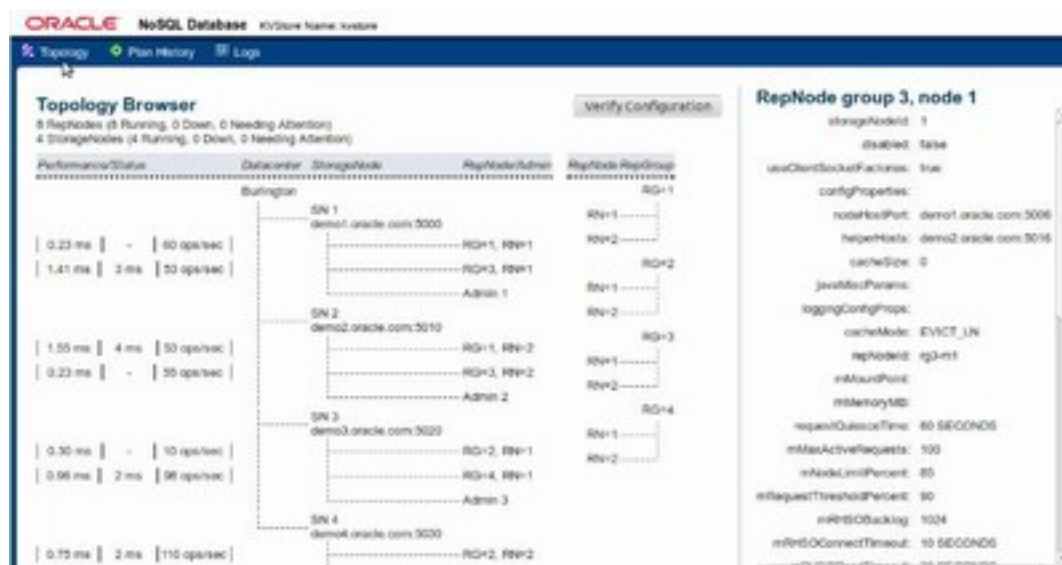 ORACLE NoSQL Database KVStore Name: kvstore
Topology Plan History Logs
Topology Browser
Verify Configuration
8 RepNodes (8 Running, 0 Down, 0 Needing Attention)
4 StorageNodes (4 Running, 0 Down, 0 Needing Attention)
Performance/Status Datacenter StorageNode RepNode/Admin RepNode RepGroup
Burlington
SN 1
demo1.oracle.com:5000
0.23 ms - 60 ops/sec RG=1, RN=1
1.41 ms 3 ms 53 ops/sec RG=3, RN=1
Admin 1
SN 2
demo2.oracle.com:5010
1.55 ms 4 ms 53 ops/sec RG=1, RN=2
0.23 ms - 55 ops/sec RG=3, RN=2
Admin 2
SN 3
demo3.oracle.com:5020
0.30 ms - 10 ops/sec RG=2, RN=1
0.96 ms 2 ms 98 ops/sec RG=4, RN=1
Admin 3
SN 4
demo4.oracle.com:5030
0.75 ms 2 ms 110 ops/sec RG=2, RN=2
RG=1
RN=1
RN=2
RG=2
RN=1
RN=2
RG=3
RN=1
RN=2
RG=4
RN=1
RN=2
RepNode group 3, node 1
storageNodeId: 1
disabled: false
useClientSocketFactories: true
configProperties:
nodeHostPort: demo1.oracle.com:5006
helperHosts: demo2.oracle.com:5016
cacheSize: 0
javaMiscParams:
loggingConfigProps:
cacheMode: EVICT_LN
repNodeId: rg3-rn1
rnMountPoint:
rnMemoryMB:
requestQuiesceTime: 60 SECONDS
rnMaxActiveRequests: 100
rnNodeLimitPercent: 85
rnRequestThresholdPercent: 90
rnRHSOBacklog: 1024
rnRHSOConnectTimeout: 10 SECONDS